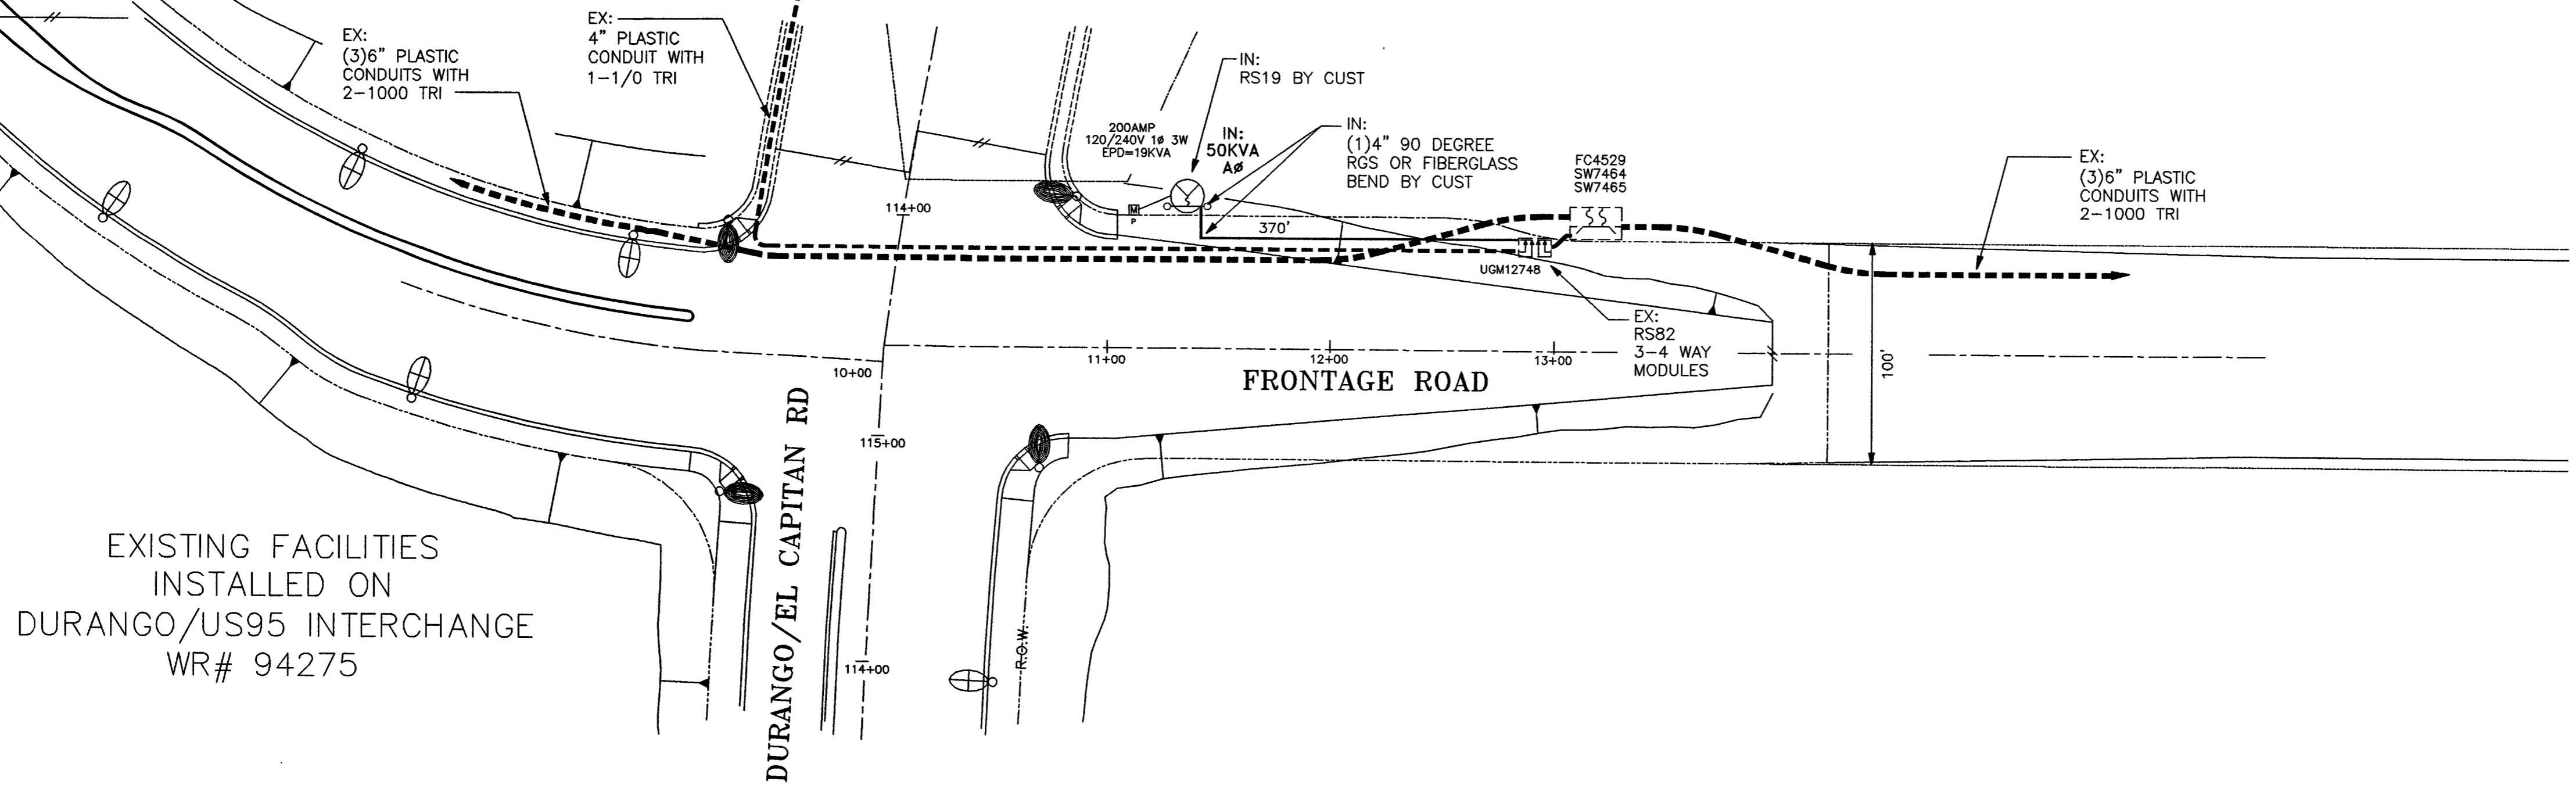 EX:
(3)6" PLASTIC
CONDUITS WITH
2-1000 TRI
EX:
4" PLASTIC
CONDUIT WITH
1-1/0 TRI
IN:
RS19 BY CUST
200AMP
120/240V 1ø 3W
EPD=19KVA
IN:
50KVA
Aø
IN:
(1)4" 90 DEGREE
RGS OR FIBERGLASS
BEND BY CUST
FC4529
SW7464
SW7465
EX:
(3)6" PLASTIC
CONDUITS WITH
2-1000 TRI
M
P
114+00
370'
UGM12748
EX:
RS82
3-4 WAY
MODULES
10+00
11+00
12+00
13+00
100'
FRONTAGE ROAD
115+00
DURANGO/EL CAPITAN RD
114+00
R.O.W.
EXISTING FACILITIES
INSTALLED ON
DURANGO/US95 INTERCHANGE
WR# 94275